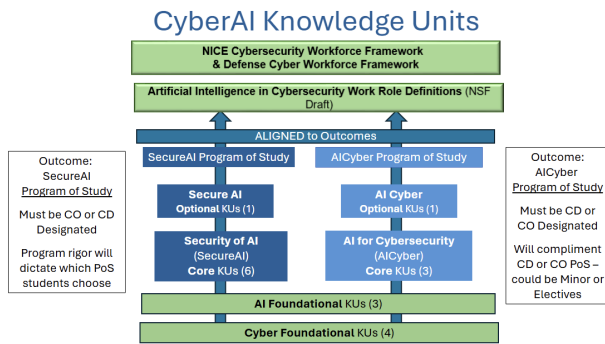 CyberAI Knowledge Units
NICE Cybersecurity Workforce Framework
& Defense Cyber Workforce Framework
Artificial Intelligence in Cybersecurity Work Role Definitions (NSF
Draft)
ALIGNED to Outcomes
SecureAI Program of Study
AICyber Program of Study
Outcome:
SecureAI
Program of Study
Must be CO or CD
Designated
Program rigor will
dictate which PoS
students choose
Secure AI
Optional KUs (1)
AI Cyber
Optional KUs (1)
Security of AI
(SecureAI)
Core KUs (6)
AI for Cybersecurity
(AICyber)
Core KUs (3)
Outcome:
AICyber
Program of Study
Must be CD or
CO Designated
Will compliment
CD or CO PoS –
could be Minor or
Electives
AI Foundational KUs (3)
Cyber Foundational KUs (4)